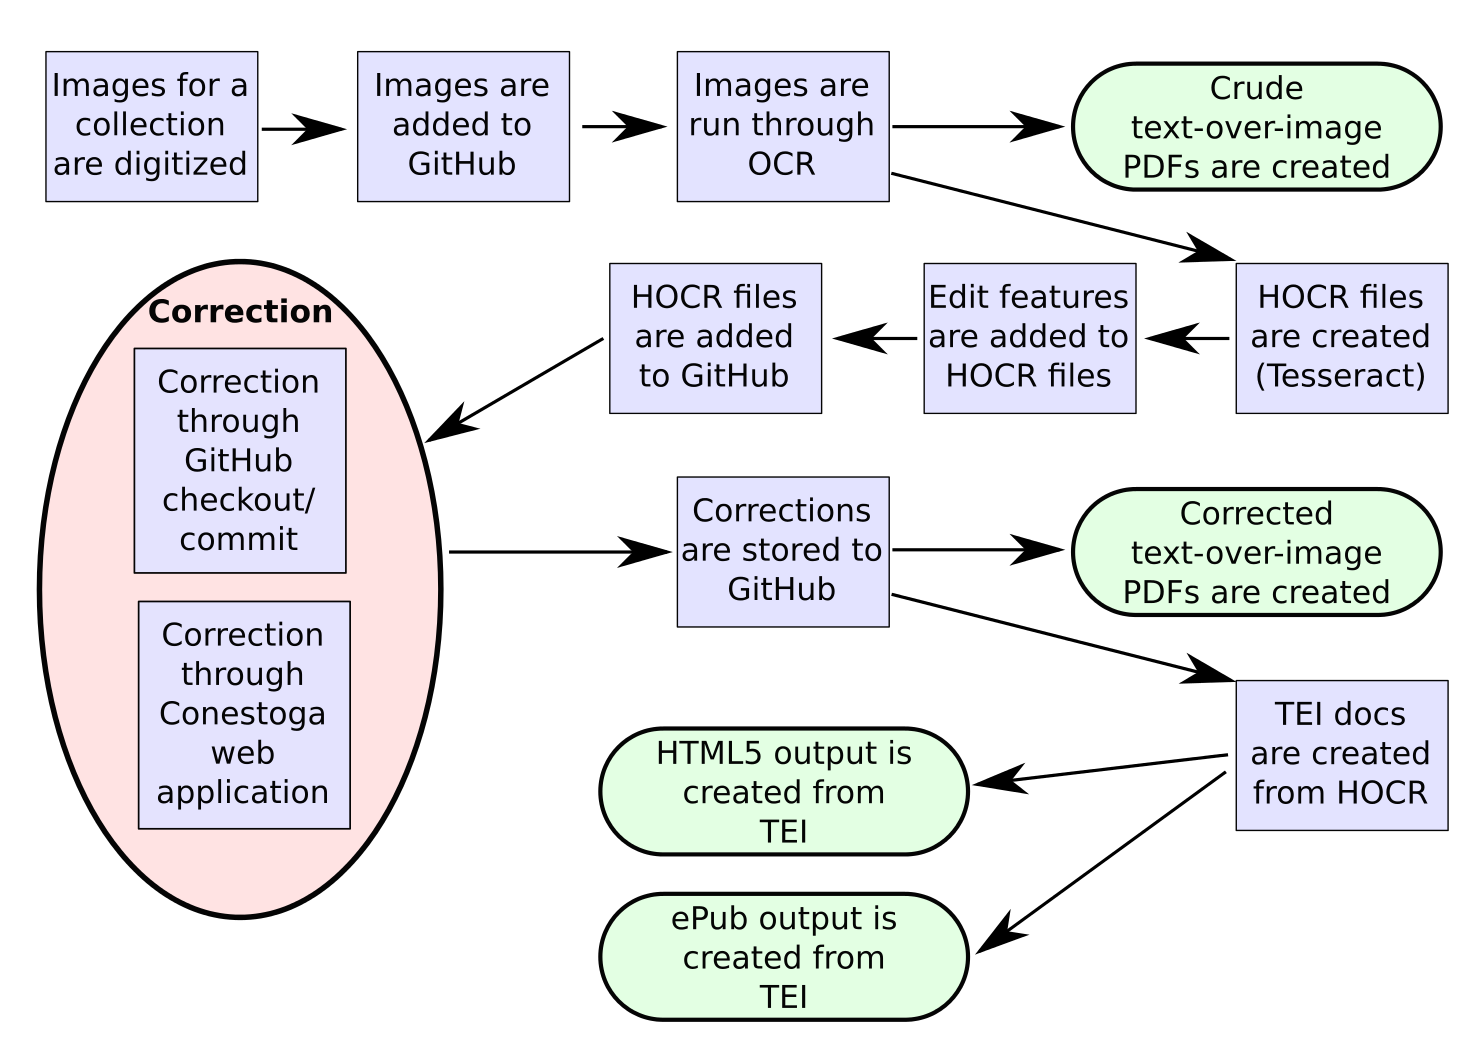 Images for a
collection
are digitized
Images are
added to
GitHub
Images are
run through
OCR
Crude
text-over-image
PDFs are created
HOCR files
are created
(Tesseract)
Edit features
are added to
HOCR files
HOCR files
are added
to GitHub
Correction
Correction
through
GitHub
checkout/
commit
Correction
through
Conestoga
web
application
Corrections
are stored to
GitHub
Corrected
text-over-image
PDFs are created
TEI docs
are created
from HOCR
HTML5 output is
created from
TEI
ePub output is
created from
TEI